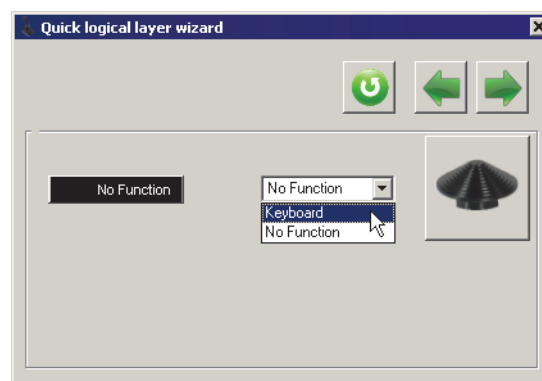 Quick logical layer wizard
No Function
No Function
Keyboard
No Function